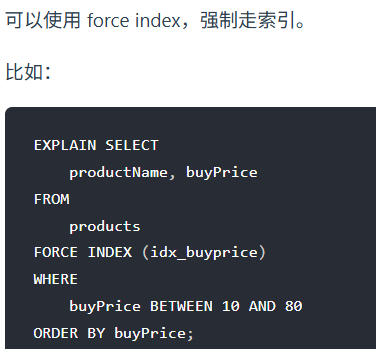 可以使用 force index，强制走索引。
比如：
EXPLAIN SELECT
productName, buyPrice
FROM
products
FORCE INDEX (idx_buyprice)
WHERE
buyPrice BETWEEN 10 AND 80
ORDER BY buyPrice;